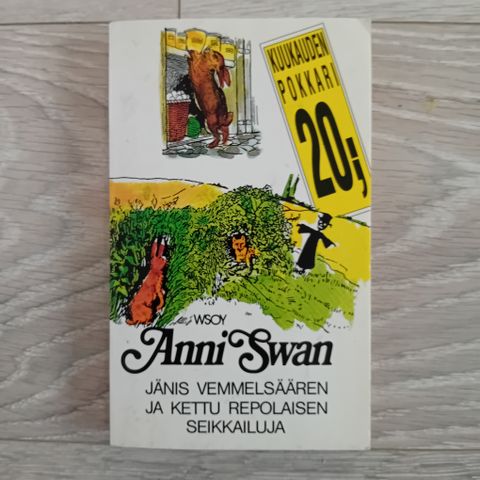 KUUKAUDEN
POKKARI
20,-
WSOY
Anni Swan
JÄNIS VEMMELSÄÄREN
JA KETTU REPOLAISEN
SEIKKAILUJA